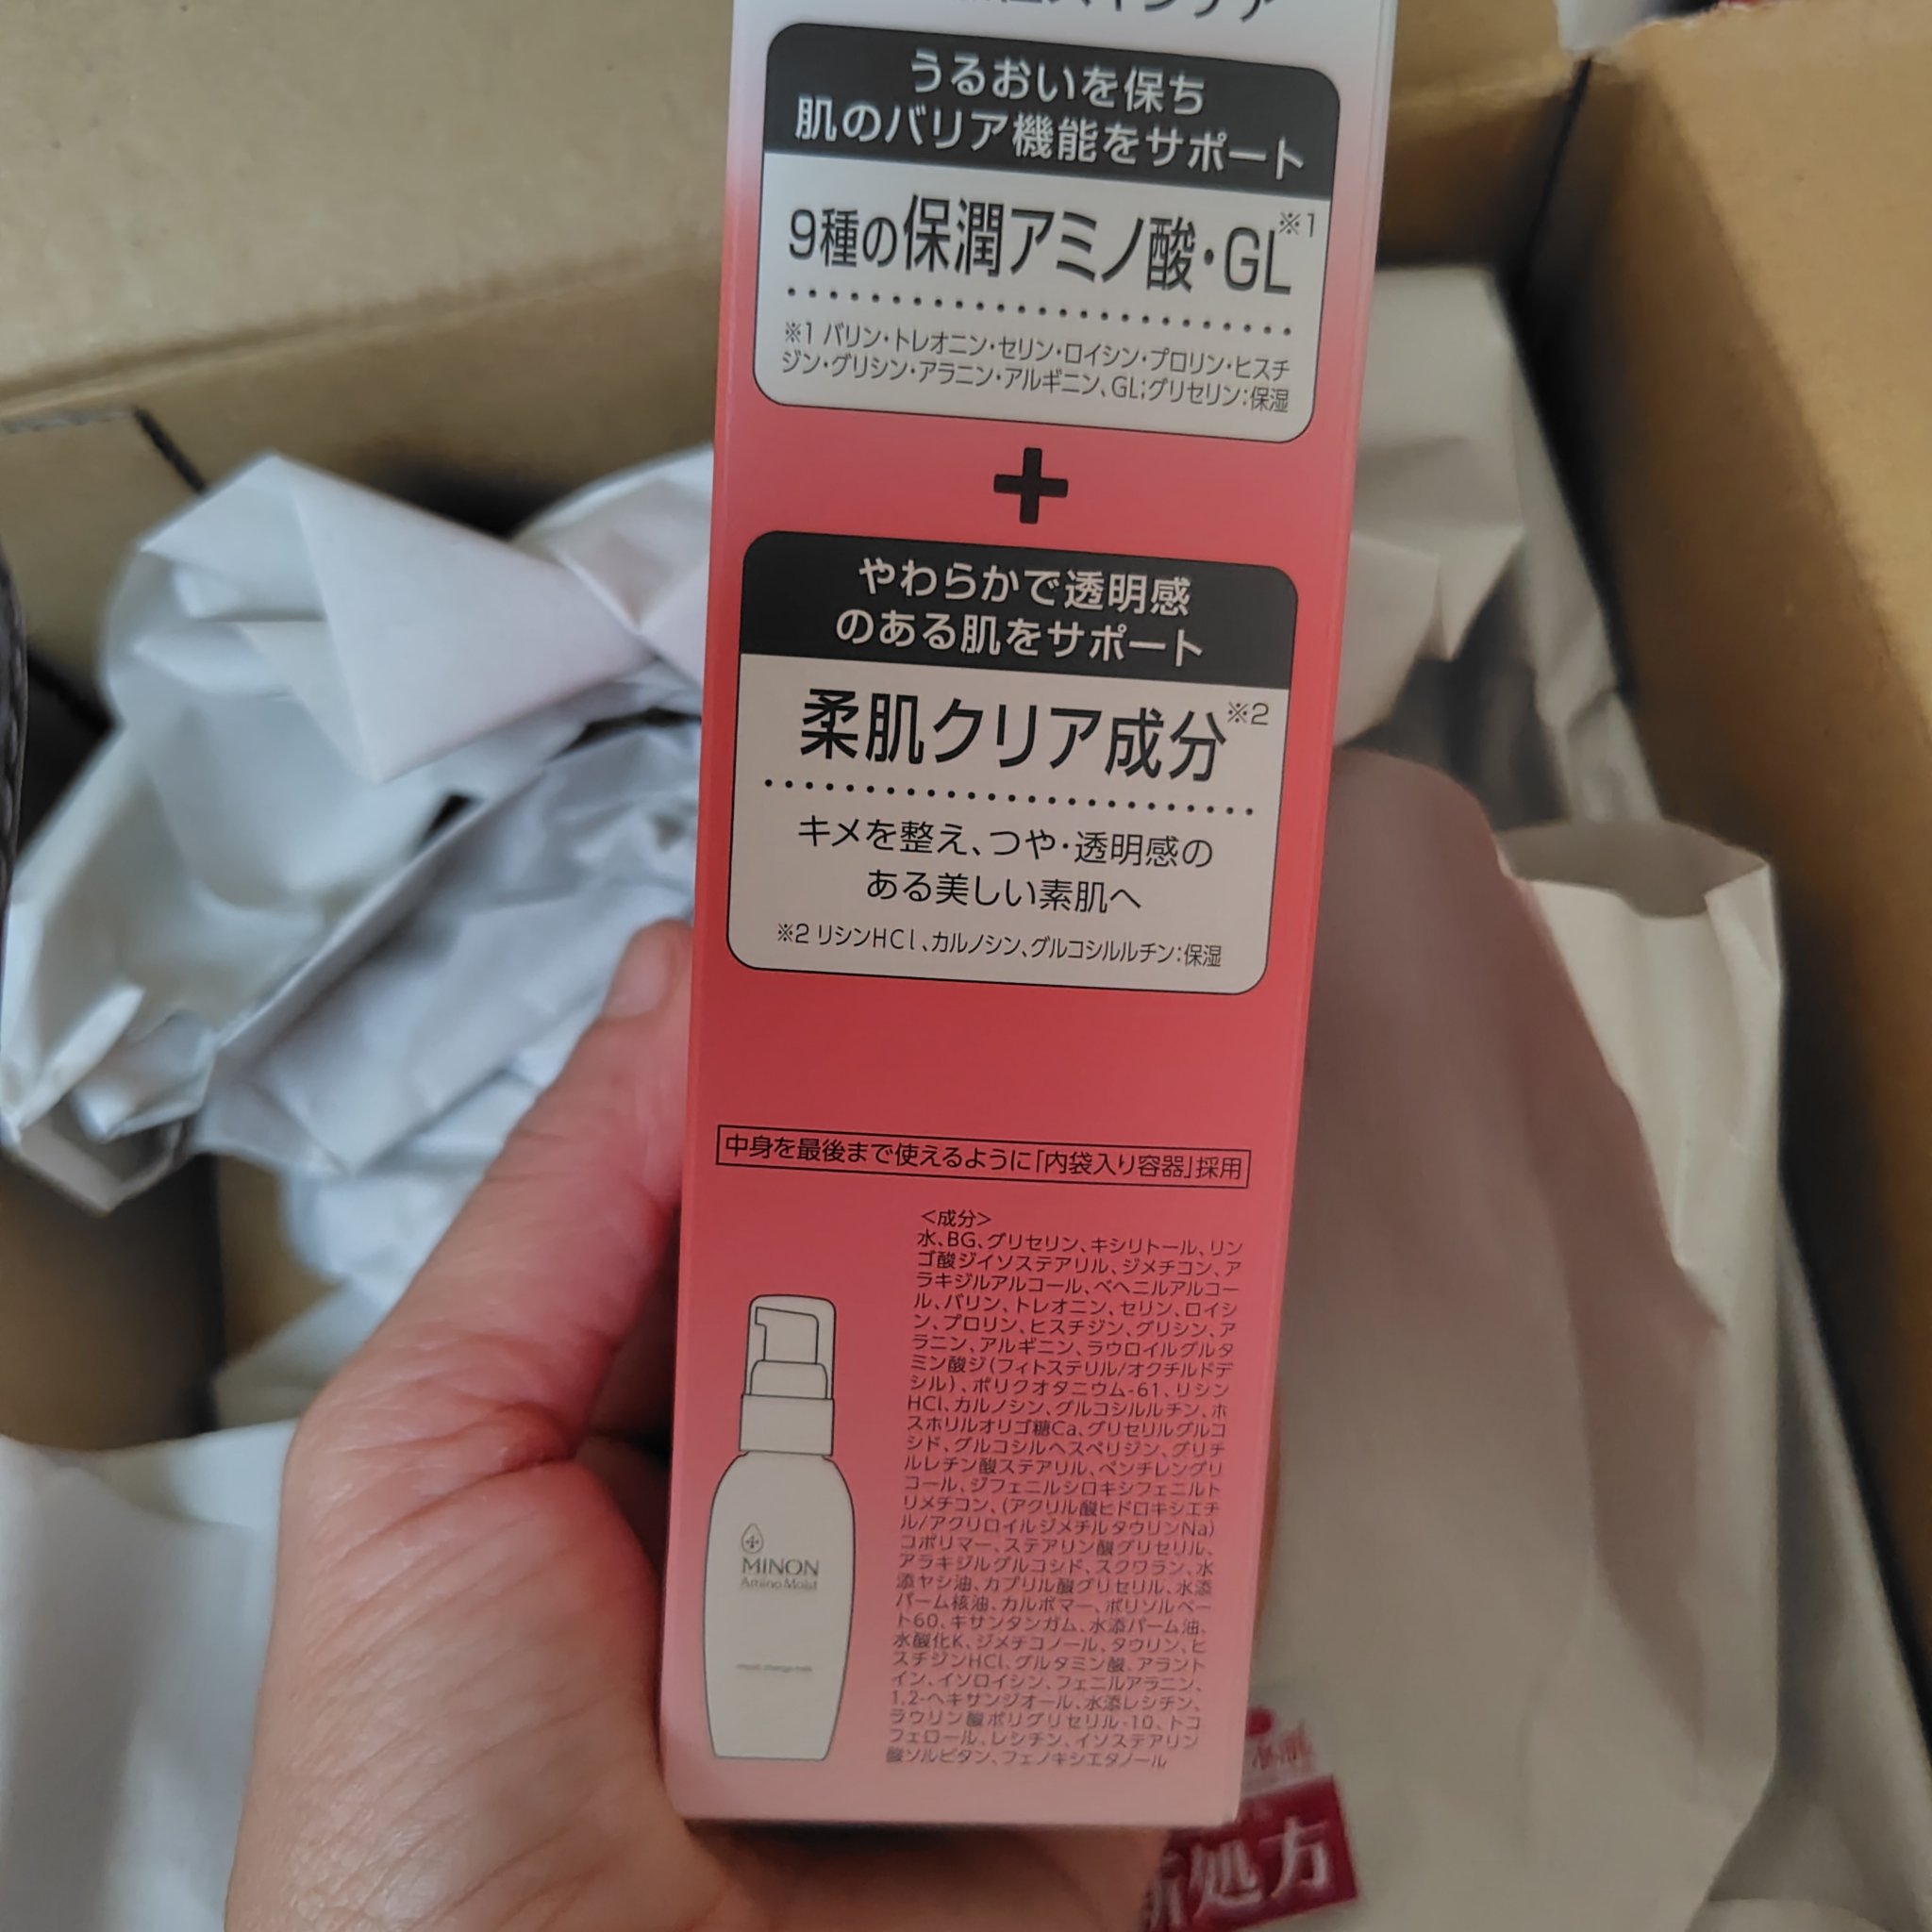 スキンケア
うるおいを保ち
肌のバリア機能をサポート
9種の保潤アミノ酸・GL※1
※1 バリン・トレオニン・セリン・ロイシン・プロリン・ヒスチ
ジン・グリシン・アラニン・アルギニン、GL;グリセリン:保湿
+
やわらかで透明感
のある肌をサポート
柔肌クリア成分※2
キメを整え、つや・透明感の
ある美しい素肌へ
※2 リシンHCl、カルノシン、グルコシルルチン:保湿
中身を最後まで使えるように「内袋入り容器」採用
<成分>
水、BG、グリセリン、キシリトール、リン
ゴ酸ジイソステアリル、ジメチコン、ア
ラキジルアルコール、ベヘニルアルコー
ル、バリン、トレオニン、セリン、ロイシ
ン、プロリン、ヒスチジン、グリシン、ア
ラニン、アルギニン、ラウロイルグルタ
ミン酸ジ(フィトステリル/オクチルドデ
シル)、ポリクオタニウム-61、リシン
HCl、カルノシン、グルコシルルチン、ホ
スホリルオリゴ糖Ca、グリセリルグルコ
シド、グルコシルヘスペリジン、グリチ
ルレチン酸ステアリル、ペンチレングリ
コール、ジフェニルシロキシフェニルト
リメチコン、(アクリル酸ヒドロキシエチ
ル/アクリロイルジメチルタウリンNa)
コポリマー、ステアリン酸グリセリル、
アラキジルグルコシド、スクワラン、水
添ヤシ油、カプリル酸グリセリル、水添
パーム核油、カルボマー、ポリソルベー
ト60、キサンタンガム、水添パーム油、
水酸化K、ジメチコノール、タウリン、ヒ
スチジンHCl、グルタミン酸、アラント
イン、イソロイシン、フェニルアラニン、
1,2-ヘキサンジオール、水添レシチン、
ラウリン酸ポリグリセリル-10、トコ
フェロール、レシチン、イソステアリン
酸ソルビタン、フェノキシエタノール
MINON
Amino Moist
処方